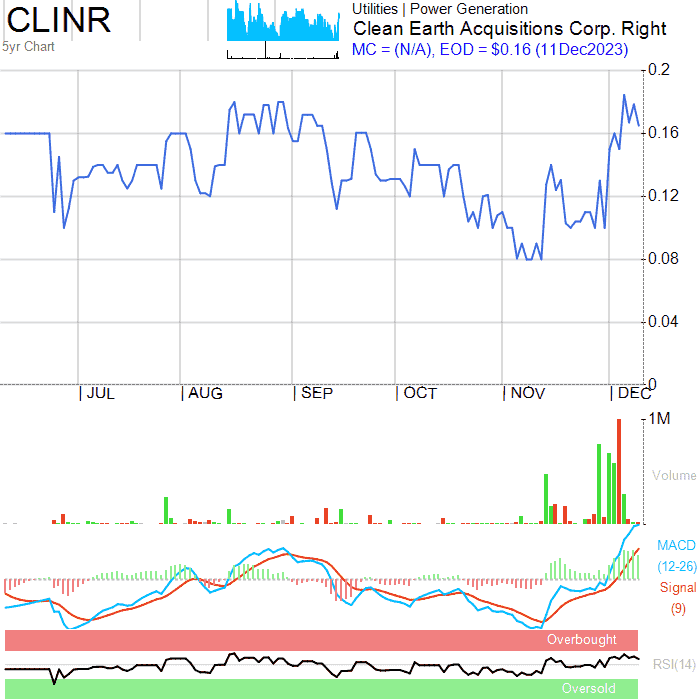 CLINR
5yr Chart
Utilities | Power Generation
Clean Earth Acquisitions Corp. Right
MC = (N/A), EOD = $0.16 (11Dec2023)
0.2
0.16
0.12
0.08
0.04
0
| JUL | AUG | SEP | OCT | NOV | DEC
1M
Volume
MACD
(12-26)
Signal
(9)
Overbought
RSI(14)
Oversold